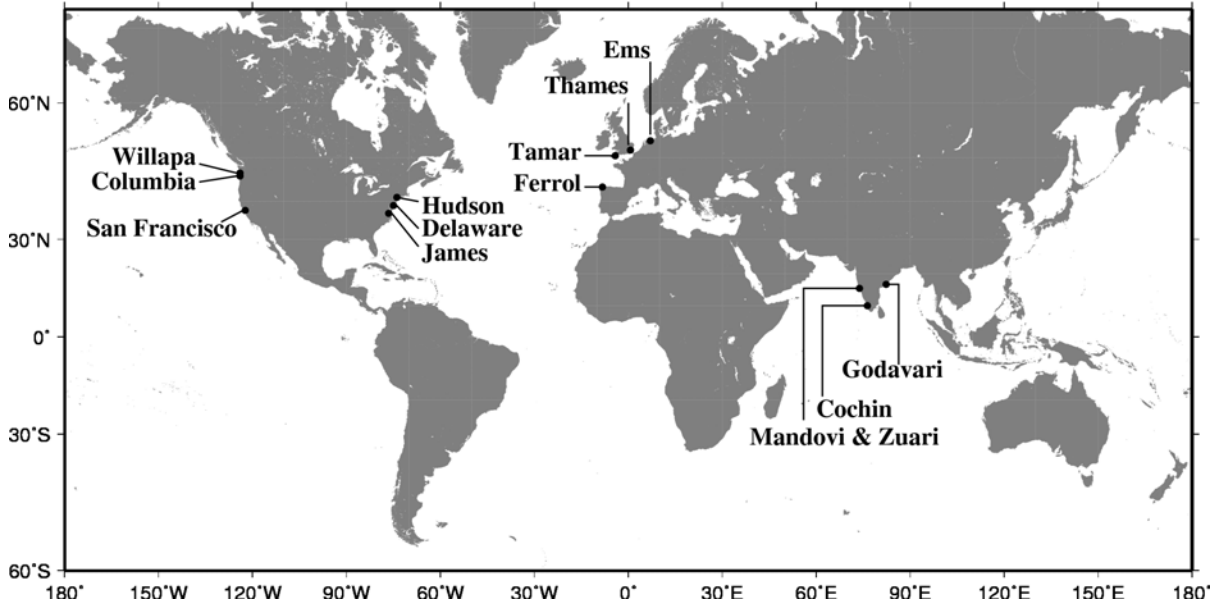 Ems
Thames
60˚N
Tamar
Willapa
Columbia
Ferrol
Hudson
San Francisco
Delaware
30˚N
James
0˚
Godavari
Cochin
30˚S
Mandovi & Zuari
60˚S
180˚ 150˚W 120˚W 90˚W 60˚W 30˚W 0˚ 30˚E 60˚E 90˚E 120˚E 150˚E 180˚